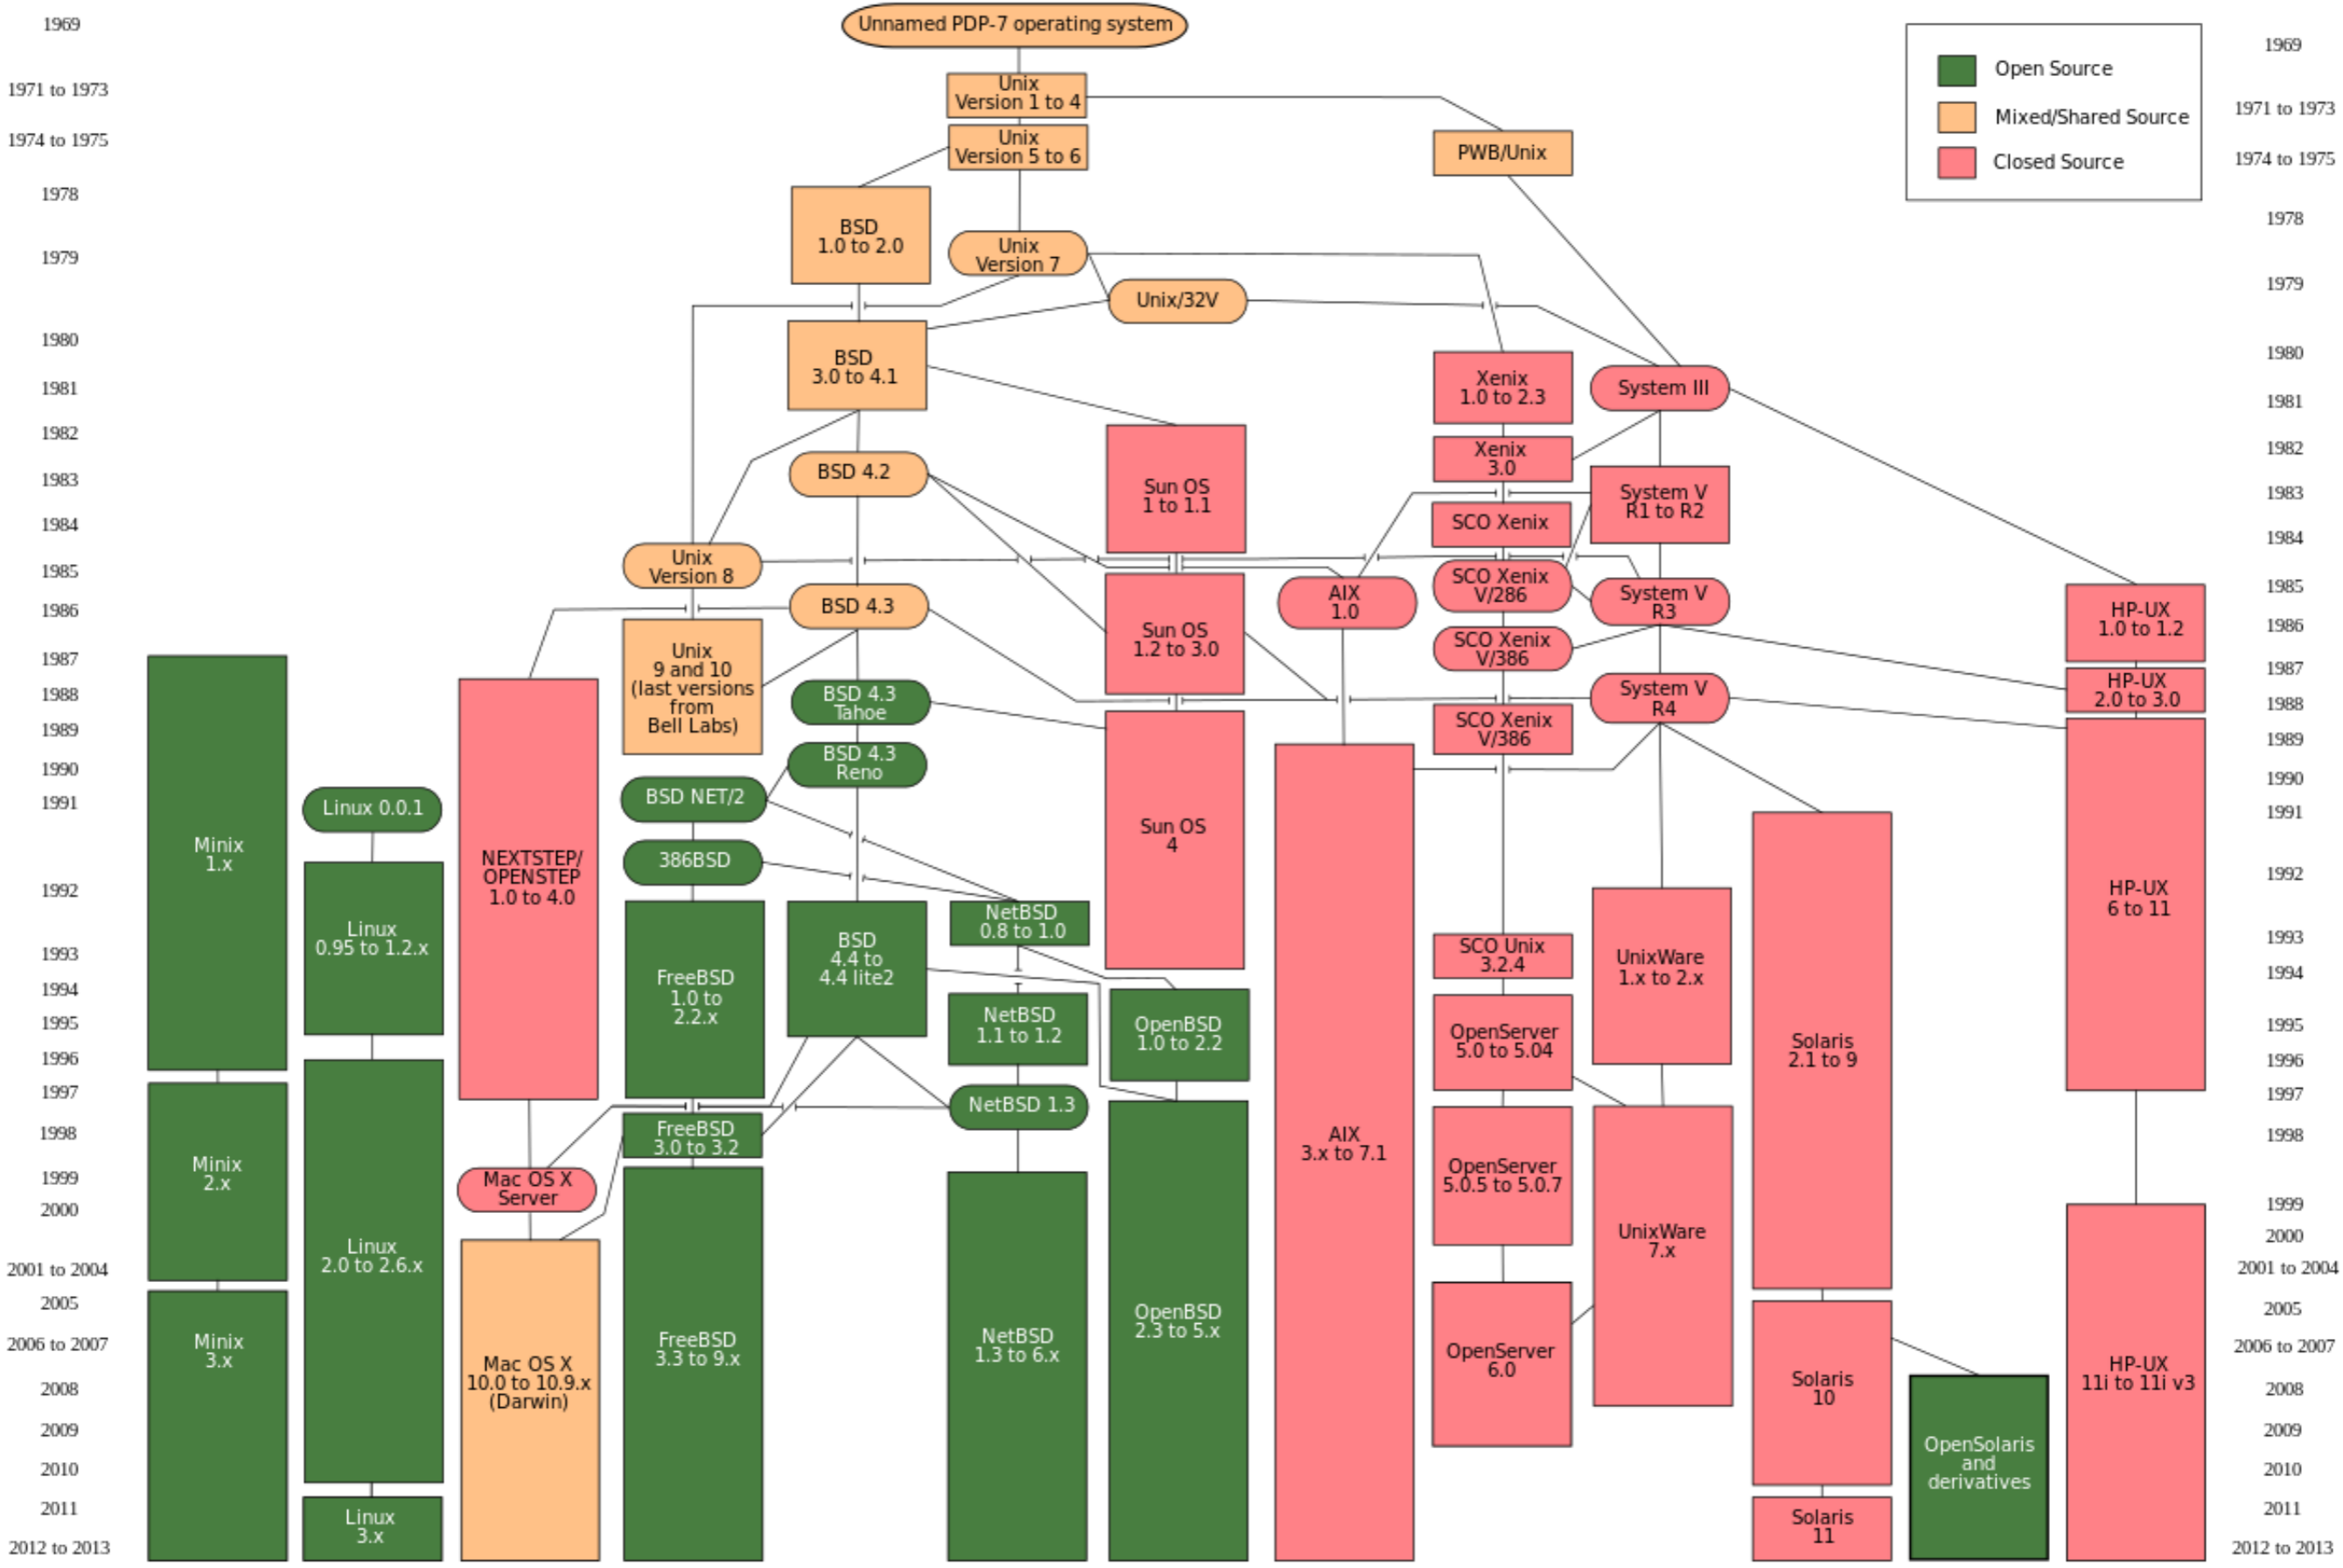 Unnamed PDP-7 operating system
1969
1969
Open Source
Mixed/Shared Source
Closed Source
1971 to 1973
Unix
Version 1 to 4
1971 to 1973
1974 to 1975
Unix
Version 5 to 6
PWB/Unix
1974 to 1975
1978
BSD
1.0 to 2.0
1978
1979
Unix
Version 7
Unix/32V
1979
1980
BSD
3.0 to 4.1
1980
1981
Xenix
1.0 to 2.3
System III
1981
1982
Xenix
3.0
1982
1983
BSD 4.2
Sun OS
1 to 1.1
System V
R1 to R2
1983
1984
SCO Xenix
1984
1985
Unix
Version 8
AIX
1.0
SCO Xenix
V/286
System V
R3
1985
1986
BSD 4.3
Sun OS
1.2 to 3.0
SCO Xenix
V/386
HP-UX
1.0 to 1.2
1986
1987
Unix
9 and 10
(last versions
from
Bell Labs)
1987
1988
BSD 4.3
Tahoe
System V
R4
HP-UX
2.0 to 3.0
1988
1989
SCO Xenix
V/386
1989
1990
BSD 4.3
Reno
1990
1991
Linux 0.0.1
BSD NET/2
1991
Minix
1.x
NEXTSTEP/
OPENSTEP
1.0 to 4.0
386BSD
Sun OS
4
1992
HP-UX
6 to 11
1992
Linux
0.95 to 1.2.x
BSD
4.4 to
4.4 lite2
NetBSD
0.8 to 1.0
1993
SCO Unix
3.2.4
UnixWare
1.x to 2.x
1993
1994
FreeBSD
1.0 to
2.2.x
1994
1995
NetBSD
1.1 to 1.2
OpenBSD
1.0 to 2.2
OpenServer
5.0 to 5.04
Solaris
2.1 to 9
1995
1996
1996
1997
NetBSD 1.3
1997
1998
FreeBSD
3.0 to 3.2
AIX
3.x to 7.1
1998
Minix
2.x
1999
Mac OS X
Server
OpenServer
5.0.5 to 5.0.7
1999
2000
UnixWare
7.x
2000
Linux
2.0 to 2.6.x
2001 to 2004
2001 to 2004
2005
2005
Minix
3.x
2006 to 2007
FreeBSD
3.3 to 9.x
NetBSD
1.3 to 6.x
OpenBSD
2.3 to 5.x
OpenServer
6.0
2006 to 2007
Mac OS X
10.0 to 10.9.x
(Darwin)
2008
Solaris
10
HP-UX
11i to 11i v3
2008
2009
OpenSolaris
and
derivatives
2009
2010
2010
2011
Linux
3.x
Solaris
11
2011
2012 to 2013
2012 to 2013